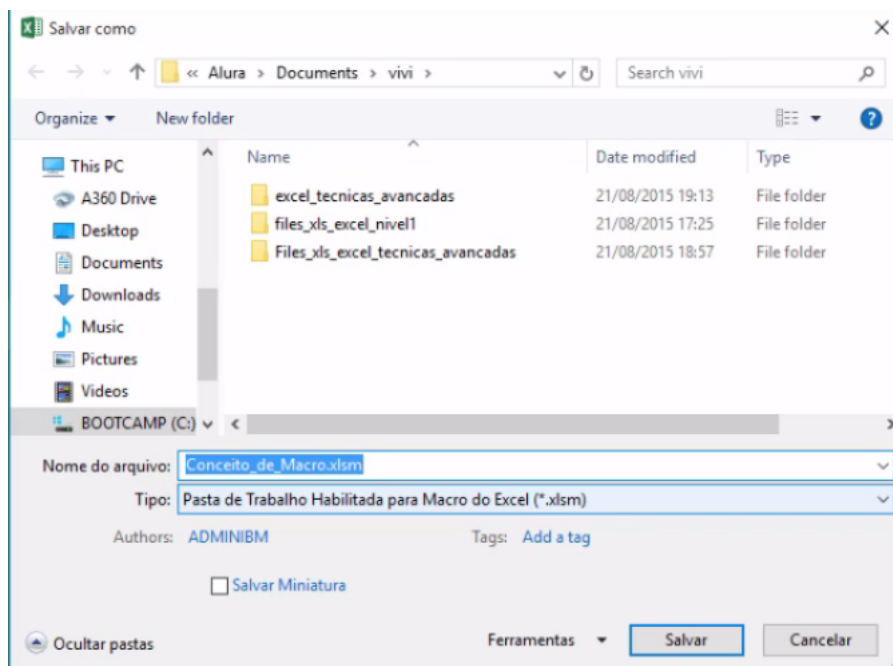 Salvar como
« Alura > Documents > vivi >
Search vivi
Organize
New folder
?
Name
Date modified
Type
This PC
A360 Drive
Desktop
Documents
Downloads
Music
Pictures
Videos
BOOTCAMP (C:)
excel_tecnicas_avancadas 21/08/2015 19:13 File folder
files_xls_excel_nivel1 21/08/2015 17:25 File folder
Files_xls_excel_tecnicas_avancadas 21/08/2015 18:57 File folder
Nome do arquivo: Conceito_de_Macro.xlsm
Tipo: Pasta de Trabalho Habilitada para Macro do Excel (*.xlsm)
Authors: ADMINIBM
Tags: Add a tag
Salvar Miniatura
Ocultar pastas
Ferramentas
Salvar
Cancelar